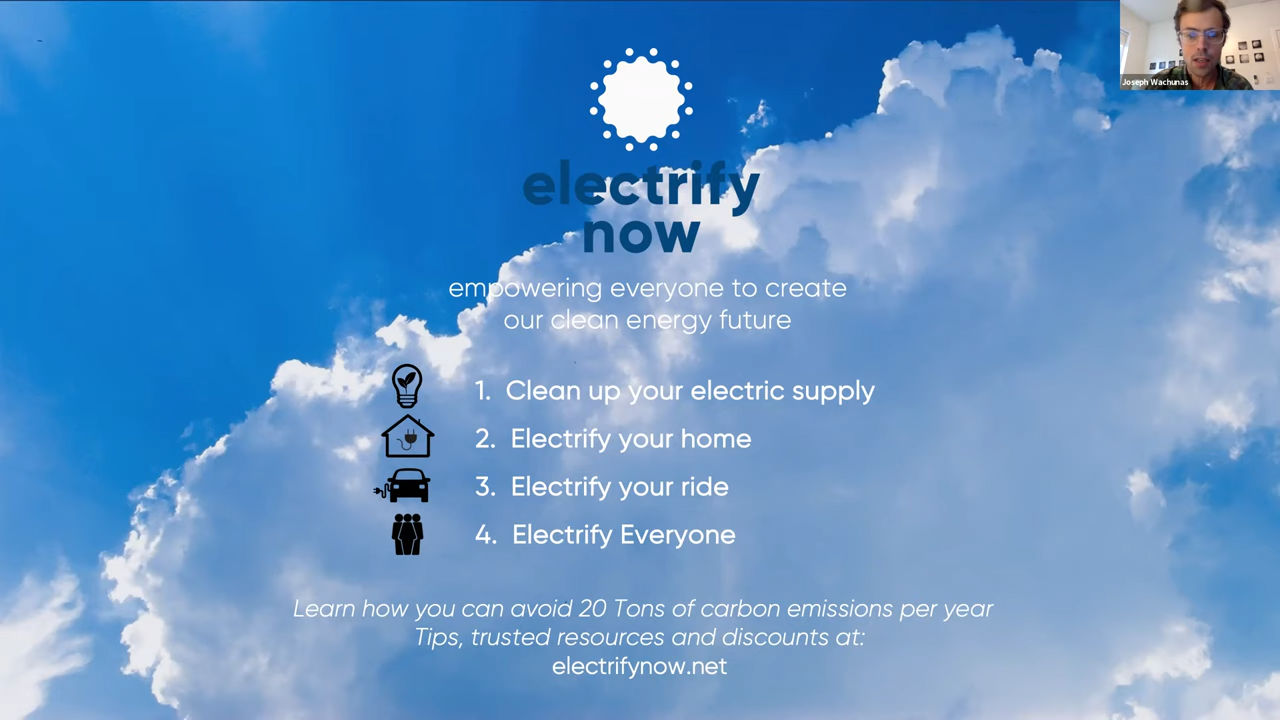 Joseph Wachunas
electrify
now
empowering everyone to create
our clean energy future
1. Clean up your electric supply
2. Electrify your home
3. Electrify your ride
4. Electrify Everyone
Learn how you can avoid 20 Tons of carbon emissions per year
Tips, trusted resources and discounts at:
electrifynow.net